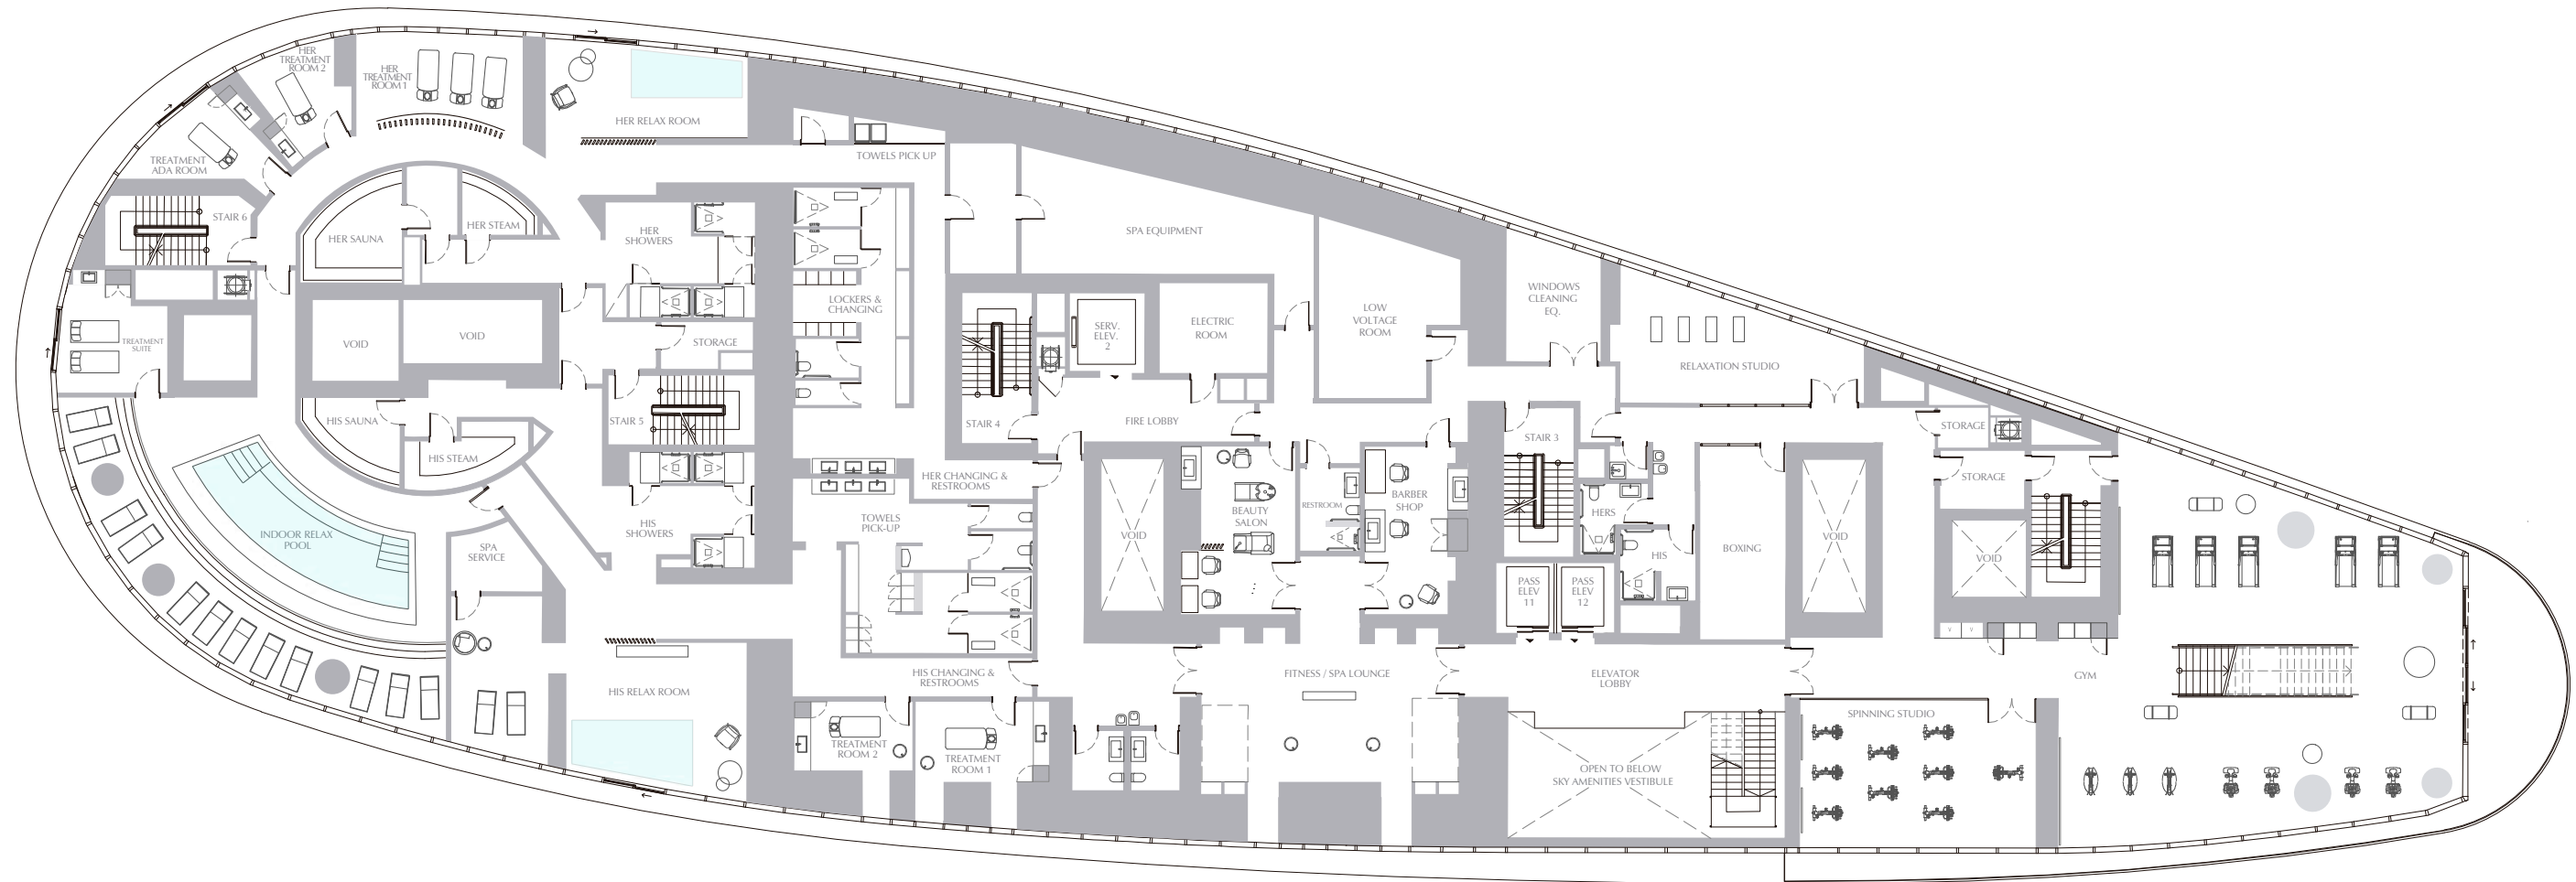 HER
TREATMENT
ROOM 2
HER
TREATMENT
ROOM 1
HER RELAX ROOM
TREATMENT
ADA ROOM
TOWELS PICK UP
STAIR 6
HER SAUNA
HER STEAM
HER
SHOWERS
SPA EQUIPMENT
LOCKERS &
CHANGING
SERV.
ELEV.
2
ELECTRIC
ROOM
LOW
VOLTAGE
ROOM
WINDOWS
CLEANING
EQ.
TREATMENT
SUITE
VOID
VOID
STORAGE
RELAXATION STUDIO
HIS SAUNA
HIS STEAM
STAIR 5
STAIR 4
FIRE LOBBY
STAIR 3
STORAGE
STORAGE
HER CHANGING &
RESTROOMS
INDOOR RELAX
POOL
SPA
SERVICE
HIS
SHOWERS
TOWELS
PICK-UP
VOID
BEAUTY
SALON
RESTROOM
BARBER
SHOP
HERS
HIS
BOXING
VOID
VOID
PASS
ELEV
11
PASS
ELEV
12
HIS RELAX ROOM
HIS CHANGING &
RESTROOMS
FITNESS / SPA LOUNGE
ELEVATOR
LOBBY
GYM
TREATMENT
ROOM 2
TREATMENT
ROOM 1
SPINNING STUDIO
OPEN TO BELOW
SKY AMENITIES VESTIBULE